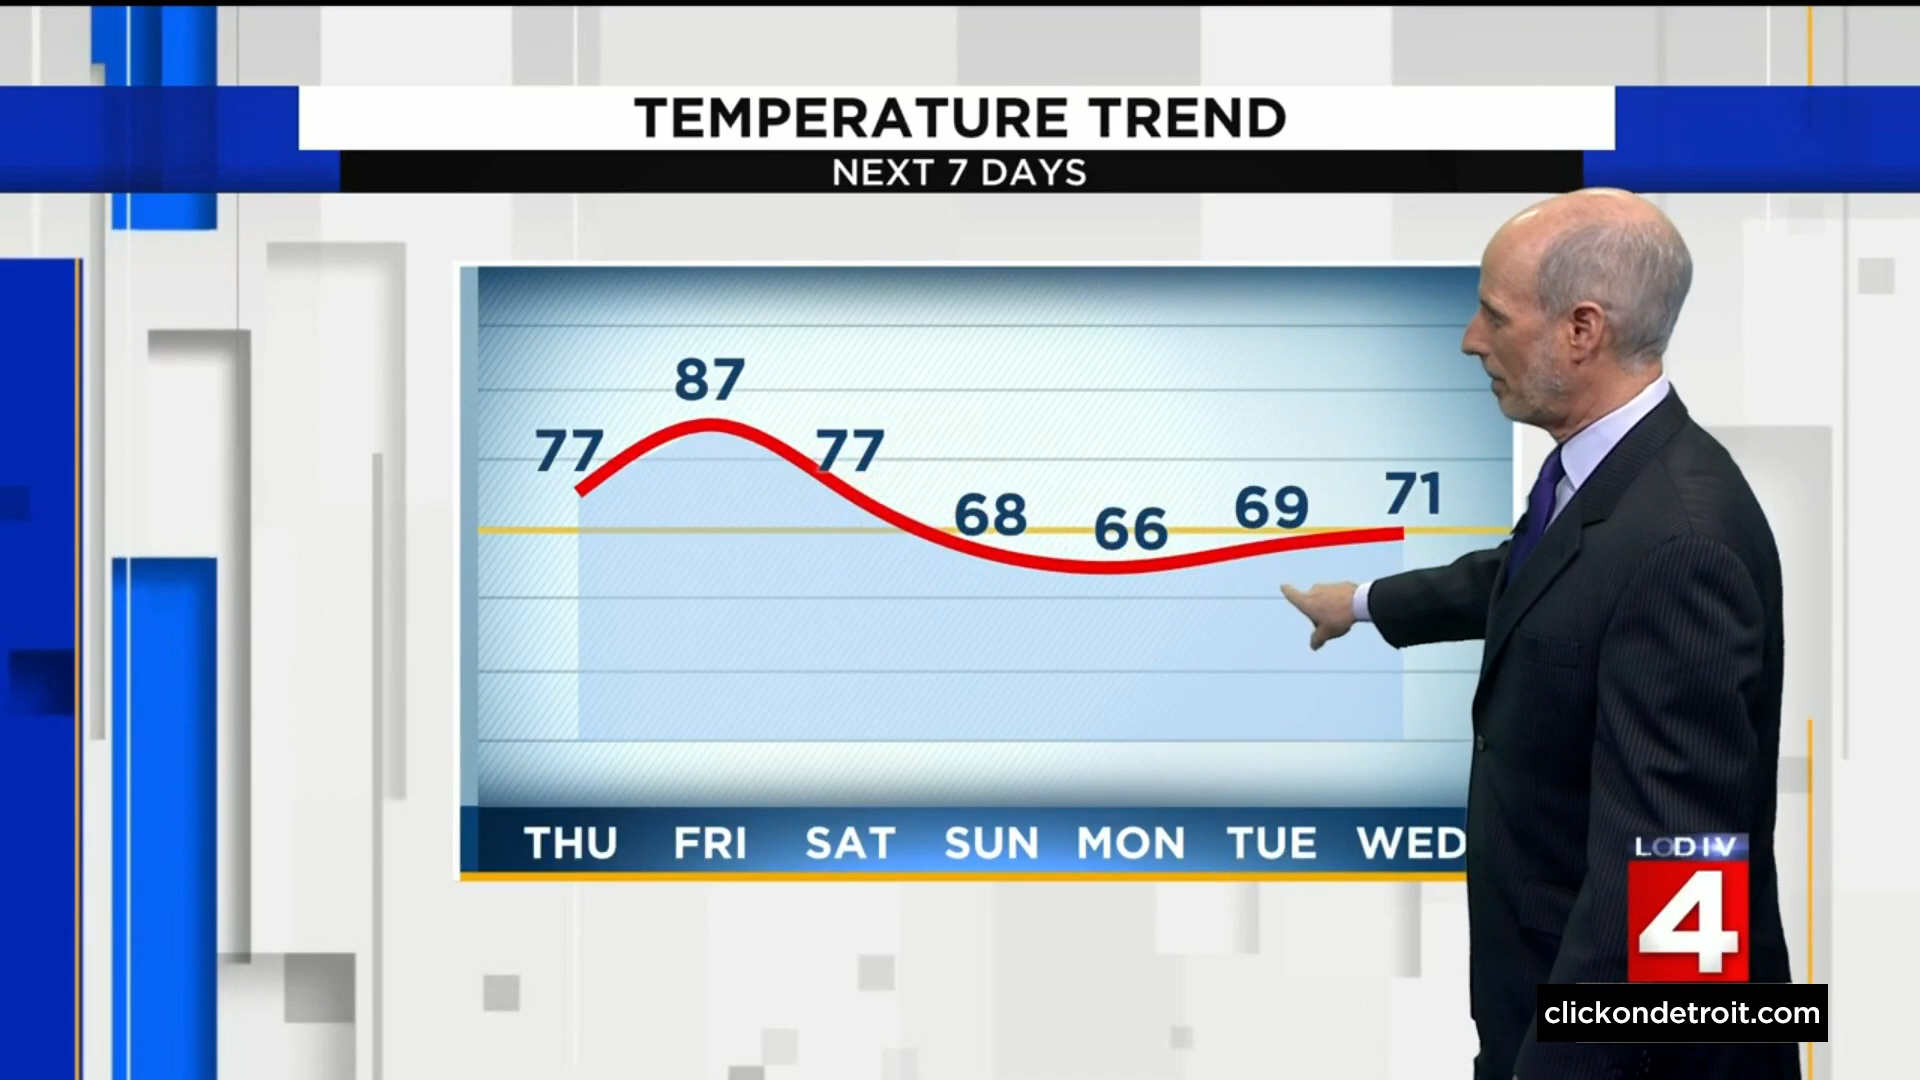 TEMPERATURE TREND
NEXT 7 DAYS
77 87 77 68 66 69 71
THU FRI SAT SUN MON TUE WED
4
clickondetroit.com